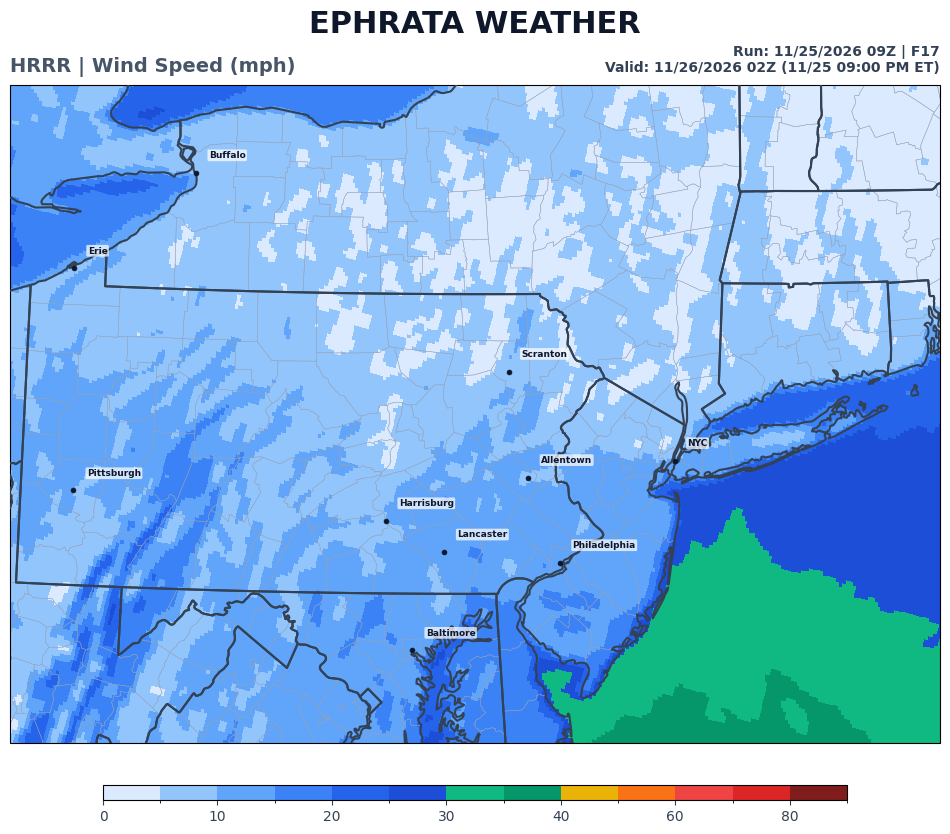 EPHRATA WEATHER
Run: 11/25/2026 09Z | F17
HRRR | Wind Speed (mph)
Valid: 11/26/2026 02Z (11/25 09:00 PM ET)
Buffalo
Erie
Scranton
NYC
Allentown
Pittsburgh
Harrisburg
Lancaster
Philadelphia
Baltimore
0 10 20 30 40 50 60 70 80